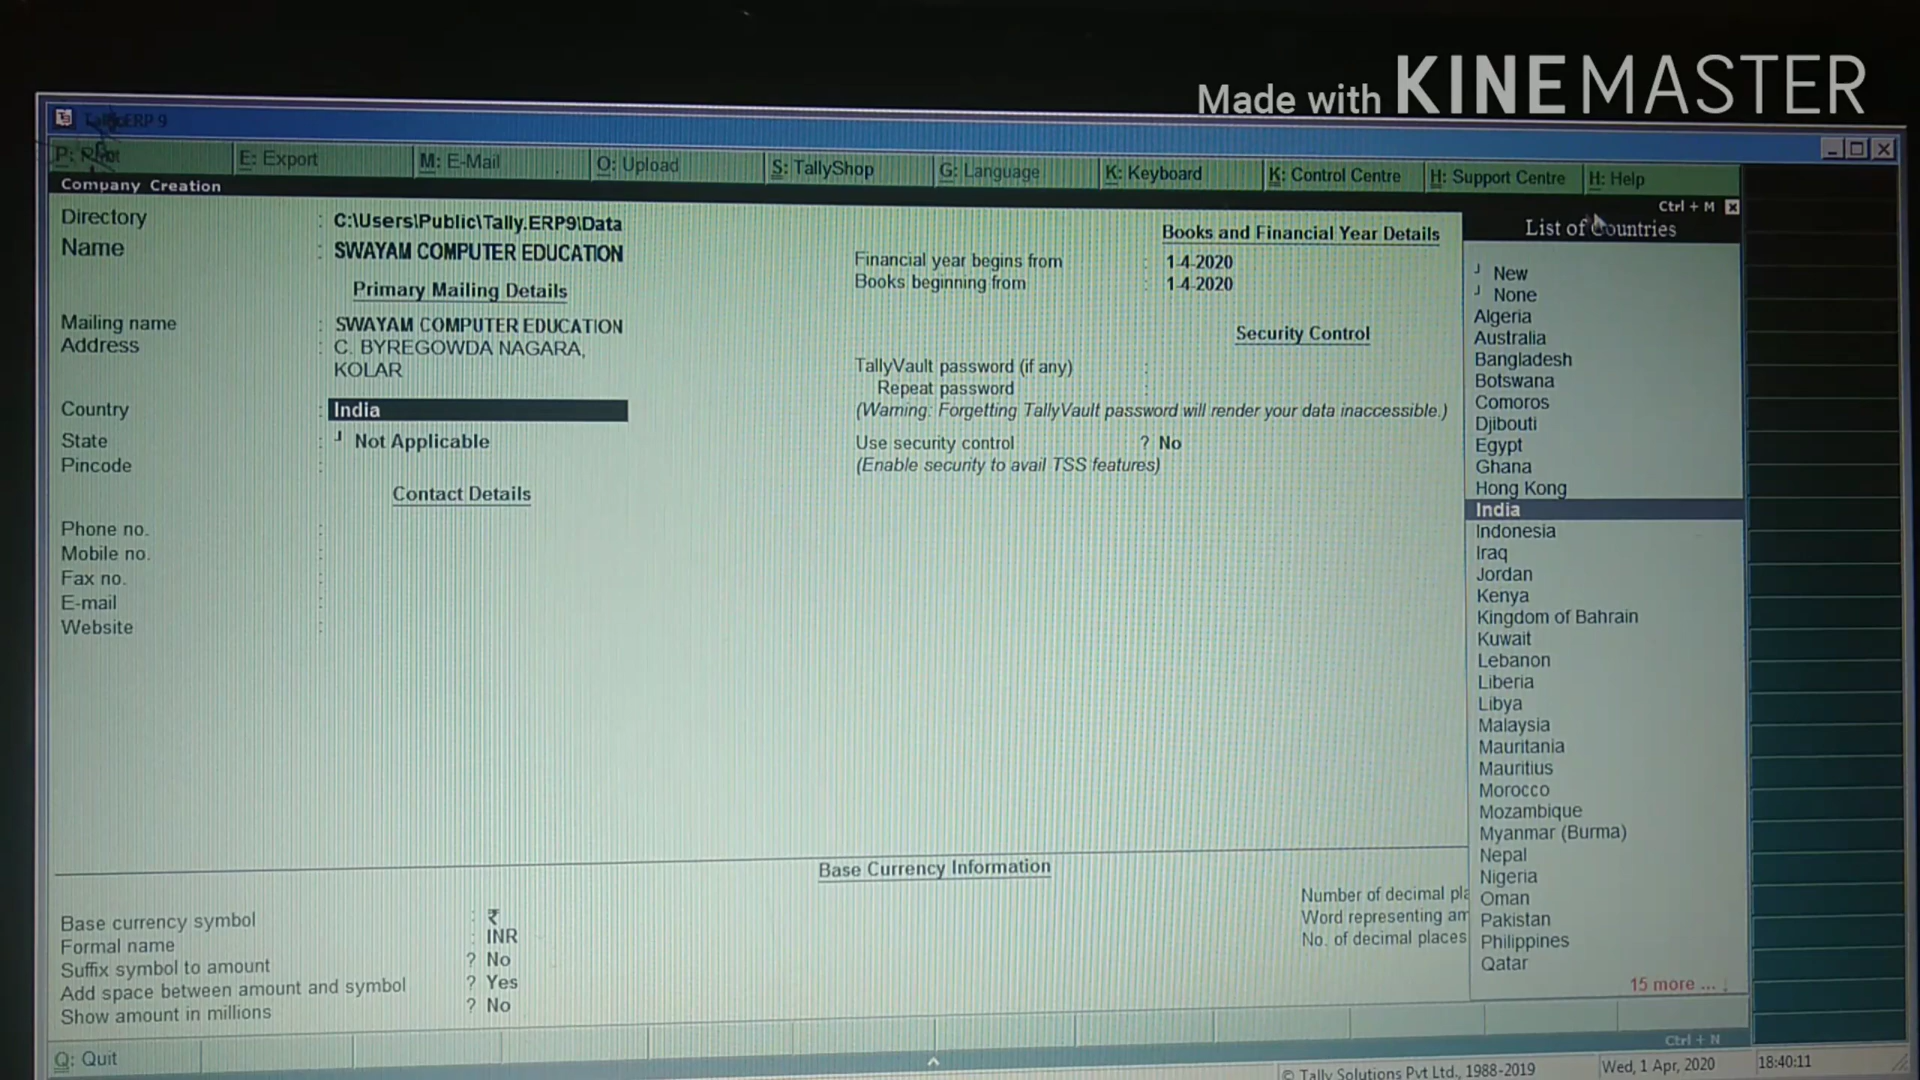 Made with KINEMASTER
E: Export
M: E-Mail
O: Upload
S: TallyShop
G: Language
K: Keyboard
K: Control Centre
H: Support Centre
H: Help
Company Creation
Ctrl + M
Directory : C:\Users\Public\Tally.ERP9\Data
Name : SWAYAM COMPUTER EDUCATION
Primary Mailing Details
Mailing name : SWAYAM COMPUTER EDUCATION
Address : C. BYREGOWDA NAGARA,
KOLAR
Country : India
State : Not Applicable
Pincode :
Contact Details
Phone no. :
Mobile no. :
Fax no. :
E-mail :
Website :
Books and Financial Year Details
Financial year begins from : 1-4-2020
Books beginning from : 1-4-2020
Security Control
TallyVault password (if any) :
Repeat password :
(Warning: Forgetting TallyVault password will render your data inaccessible.)
Use security control ? No
(Enable security to avail TSS features)
List of Countries
New
None
Algeria
Australia
Bangladesh
Botswana
Comoros
Djibouti
Egypt
Ghana
Hong Kong
India
Indonesia
Iraq
Jordan
Kenya
Kingdom of Bahrain
Kuwait
Lebanon
Liberia
Libya
Malaysia
Mauritania
Mauritius
Morocco
Mozambique
Myanmar (Burma)
Nepal
Nigeria
Oman
Pakistan
Philippines
Qatar
15 more ... ↓
Base Currency Information
Base currency symbol : ₹
Formal name : INR
Suffix symbol to amount ? No
Add space between amount and symbol ? Yes
Show amount in millions ? No
Number of decimal pla
Word representing am
No. of decimal places
Q: Quit
Ctrl + N
© Tally Solutions Pvt Ltd., 1988-2019
Wed, 1 Apr, 2020
18:40:11